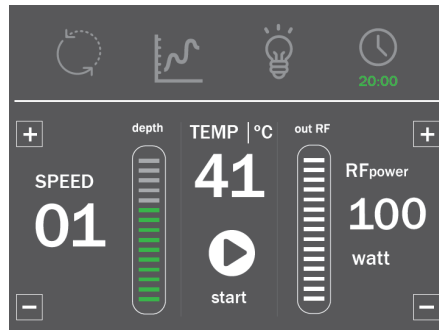 20:00
depth
TEMP | °C
out RF
SPEED
01
41
RFpower
100
watt
start